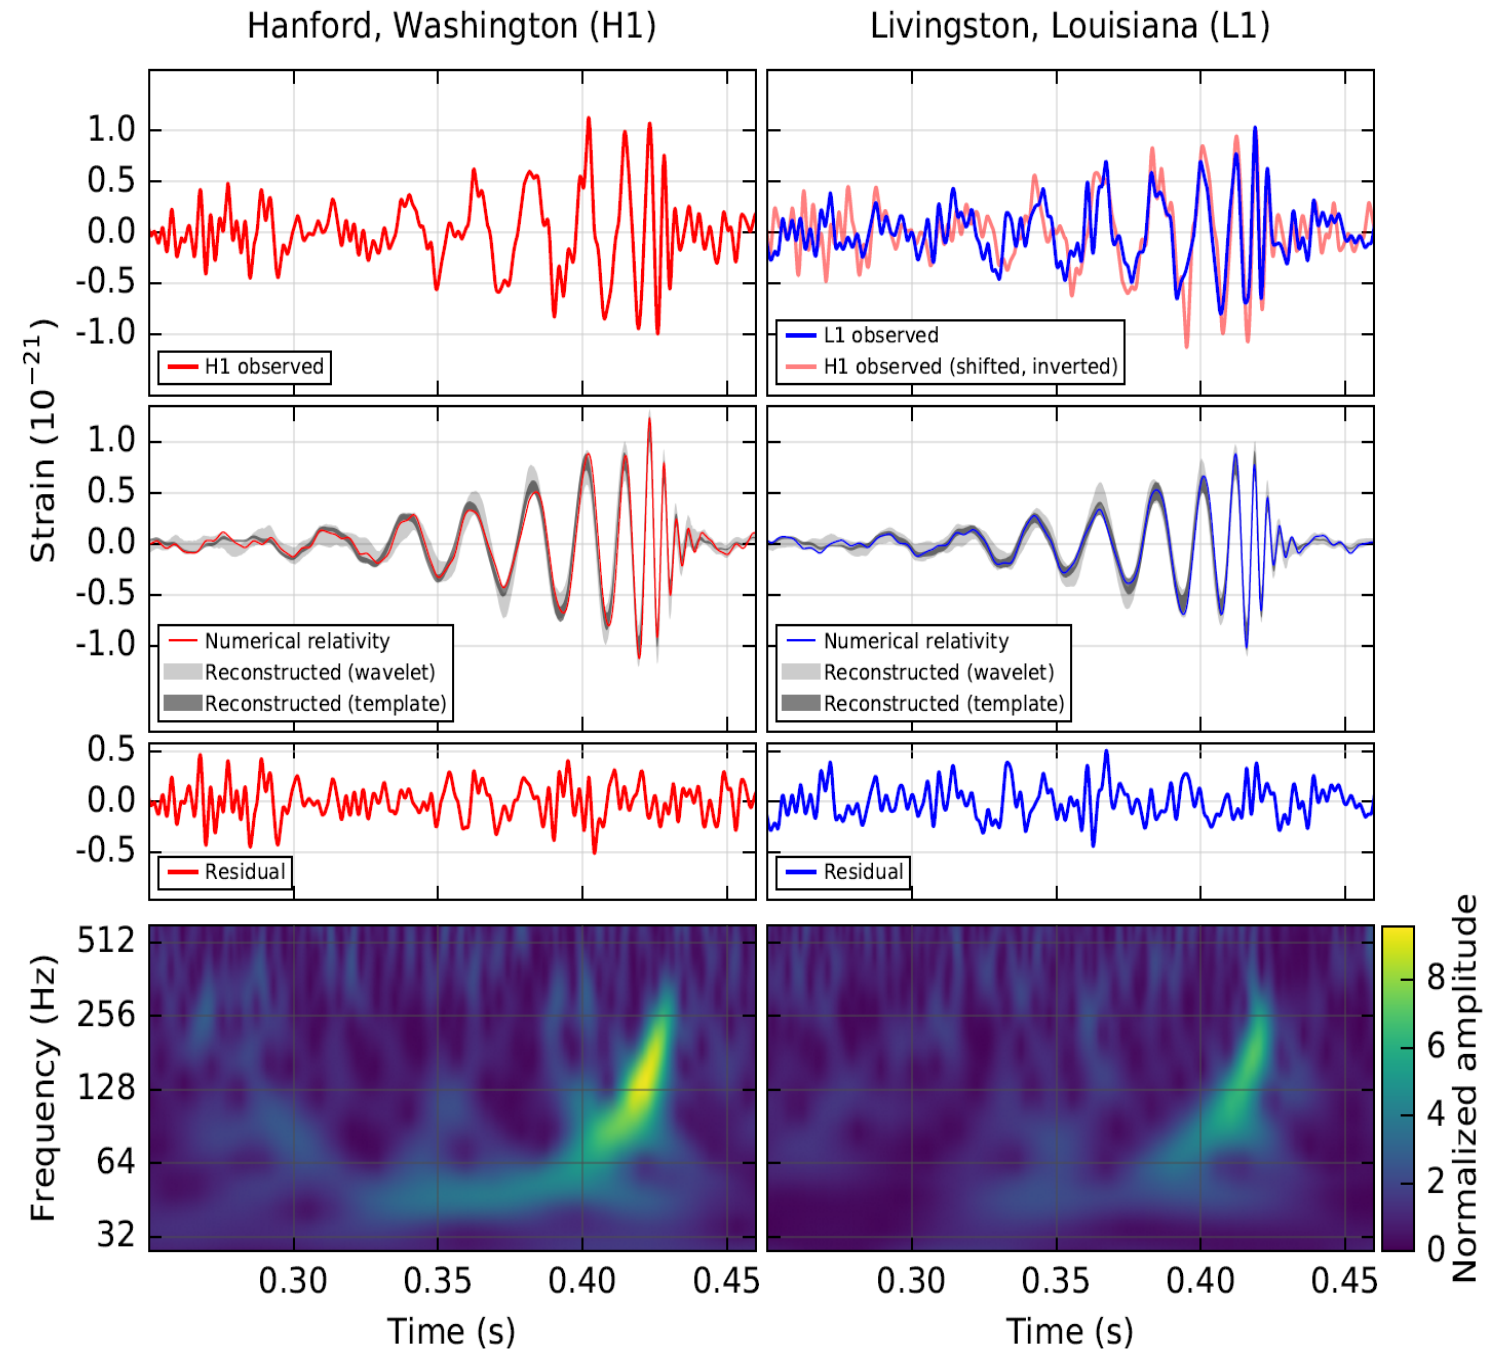 Hanford, Washington (H1)
Livingston, Louisiana (L1)
Strain (10−21)
1.0
0.5
0.0
-0.5
-1.0
H1 observed
L1 observed
H1 observed (shifted, inverted)
1.0
0.5
0.0
-0.5
-1.0
Numerical relativity
Reconstructed (wavelet)
Reconstructed (template)
Numerical relativity
Reconstructed (wavelet)
Reconstructed (template)
0.5
0.0
-0.5
Residual
Residual
Frequency (Hz)
512
256
128
64
32
Normalized amplitude
8
6
4
2
0
0.30 0.35 0.40 0.45
0.30 0.35 0.40 0.45
Time (s)
Time (s)